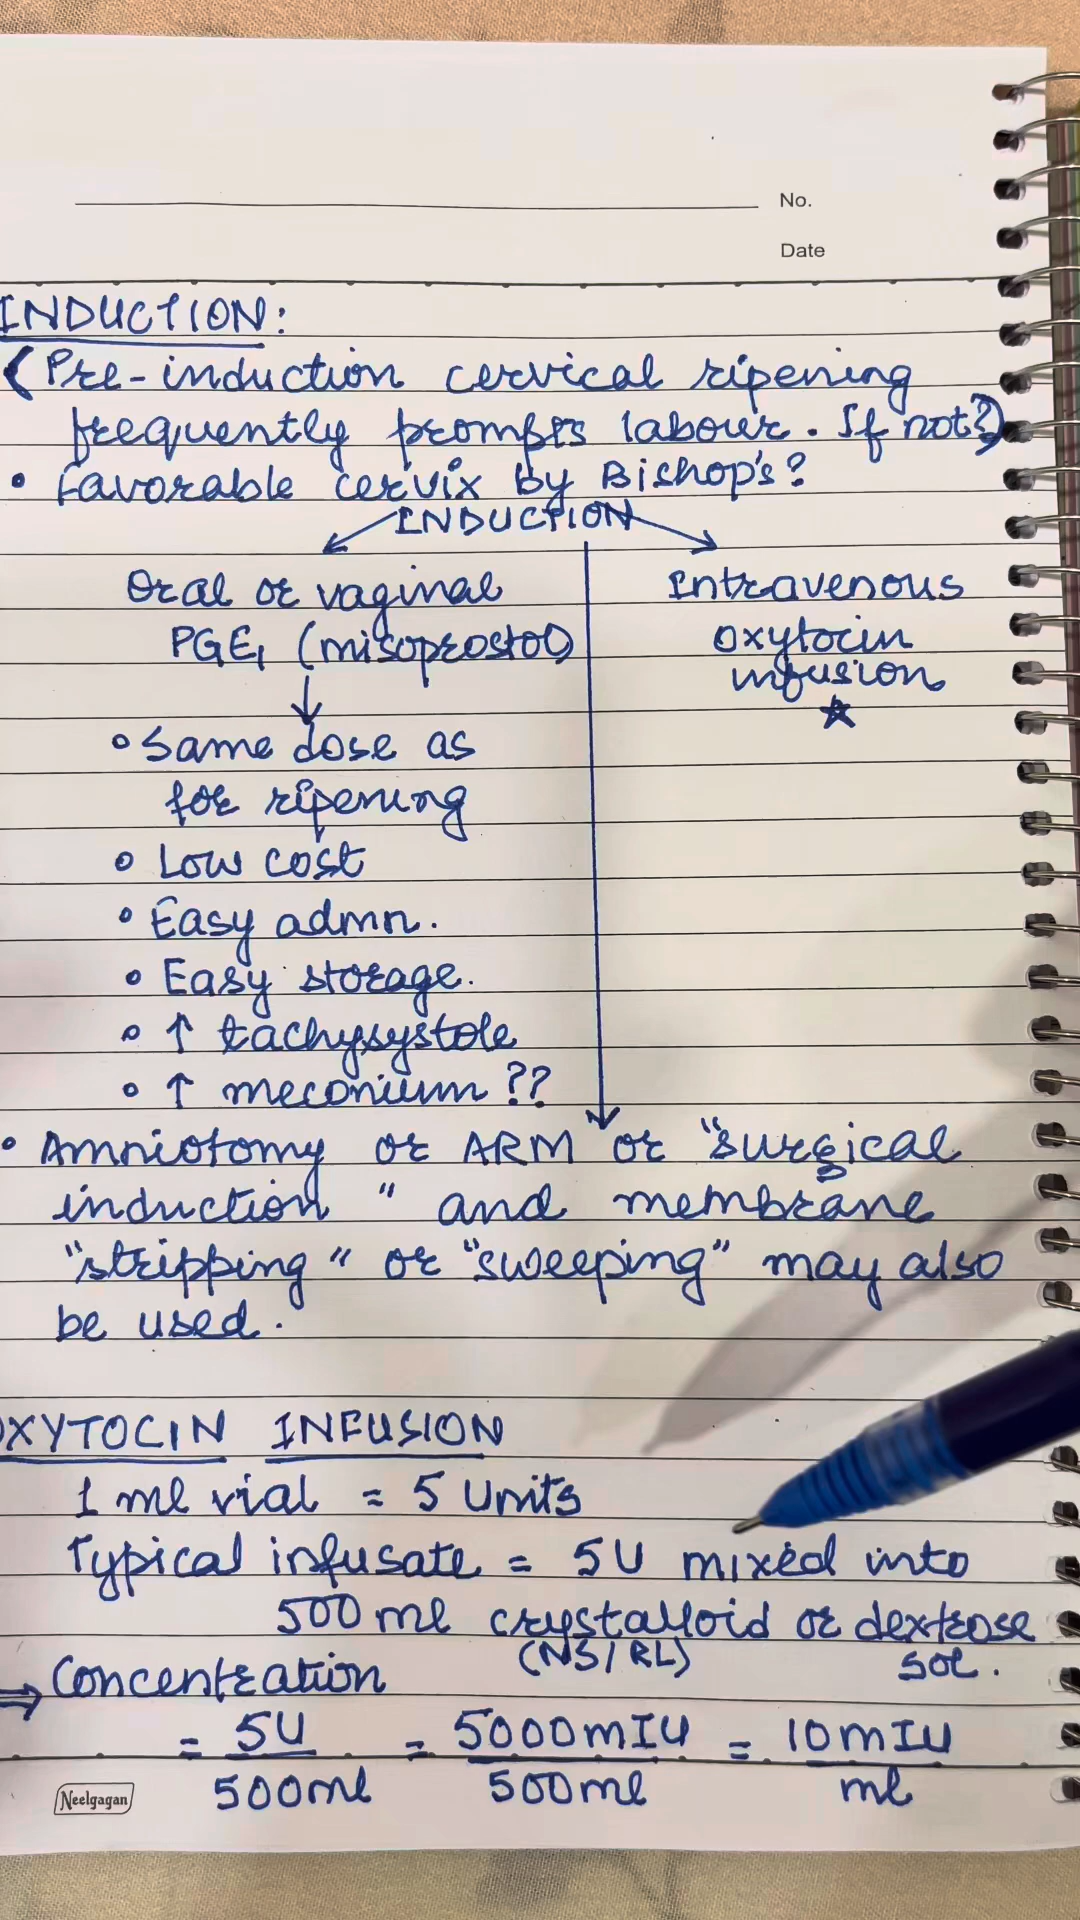 No.
Date
INDUCTION:
(Pre-induction cervical ripening
frequently prompts labour. If not?)
• Favorable cervix by Bishop's?
INDUCTION
Oral or vaginal
PGE₁ (misoprostol)
Intravenous
oxytocin
infusion
☆
• Same dose as
for ripening
• Low cost
• Easy admn.
• Easy storage.
• ↑ tachysystole
• ↑ meconium ??
• Amniotomy or ARM or "surgical
induction" and membrane
"stripping" or "sweeping" may also
be used.
OXYTOCIN INFUSION
1 ml vial = 5 Units
Typical infusate = 5U mixed into
500 ml crystalloid or dextrose
(NS/RL) sol.
⇒ Concentration
= 5U/500ml = 5000mIU/500ml = 10mIU/ml
Neelgagan